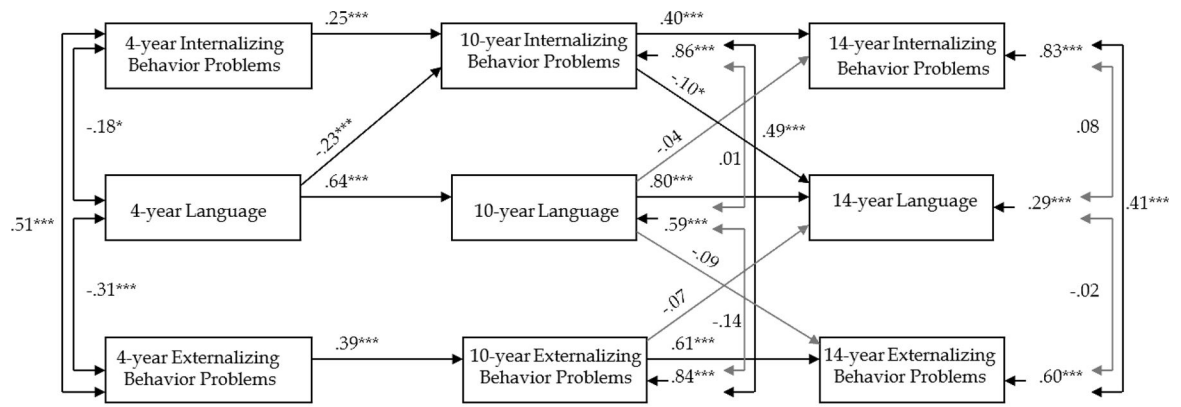 .25***
.40***
4-year Internalizing
Behavior Problems
10-year Internalizing
Behavior Problems
.86***
14-year Internalizing
Behavior Problems
.83***
-.18*
-.23***
-.10*
-.04
.49***
.01
.08
.64***
.80***
4-year Language
10-year Language
14-year Language
.51***
.59***
.29***
.41***
-.31***
-.09
-.07
-.14
-.02
.39***
.61***
4-year Externalizing
Behavior Problems
10-year Externalizing
Behavior Problems
.84***
14-year Externalizing
Behavior Problems
.60***